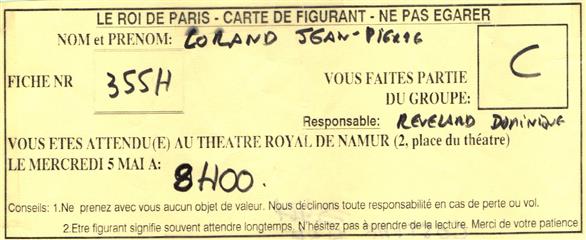 LE ROI DE PARIS - CARTE DE FIGURANT - NE PAS EGARER
NOM et PRENOM: LORAND JEAN-PIERRE
FICHE NR 355H
VOUS FAITES PARTIE
DU GROUPE: C
Responsable: REVELARD DOMINIQUE
VOUS ETES ATTENDU(E) AU THEATRE ROYAL DE NAMUR (2, place du théatre)
LE MERCREDI 5 MAI A: 8H00.
Conseils: 1.Ne prenez avec vous aucun objet de valeur. Nous déclinons toute responsabilité en cas de perte ou vol.
2.Etre figurant signifie souvent attendre longtemps. N'hésitez pas à prendre de la lecture. Merci de votre patience